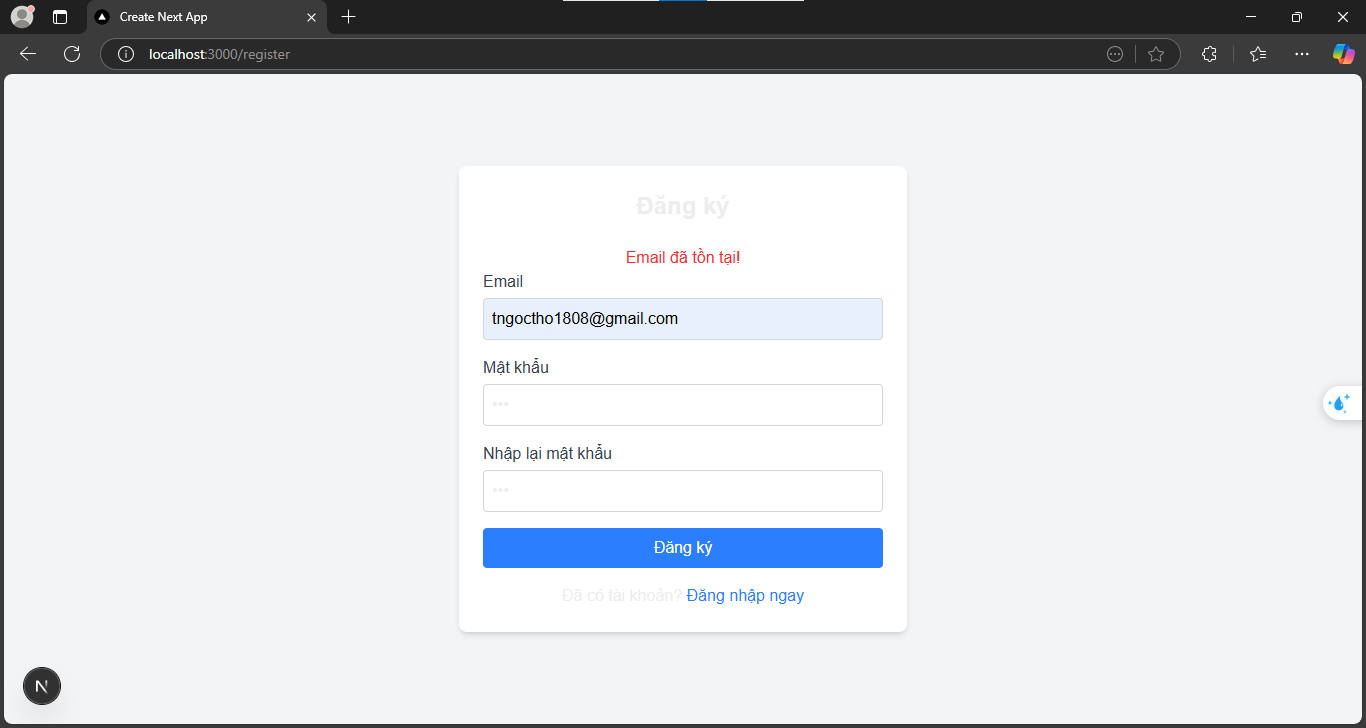 Create Next App
localhost:3000/register
Đăng ký
Email đã tồn tại!
Email
tngoctho1808@gmail.com
Mật khẩu
•••
Nhập lại mật khẩu
•••
Đăng ký
Đã có tài khoản? Đăng nhập ngay
N